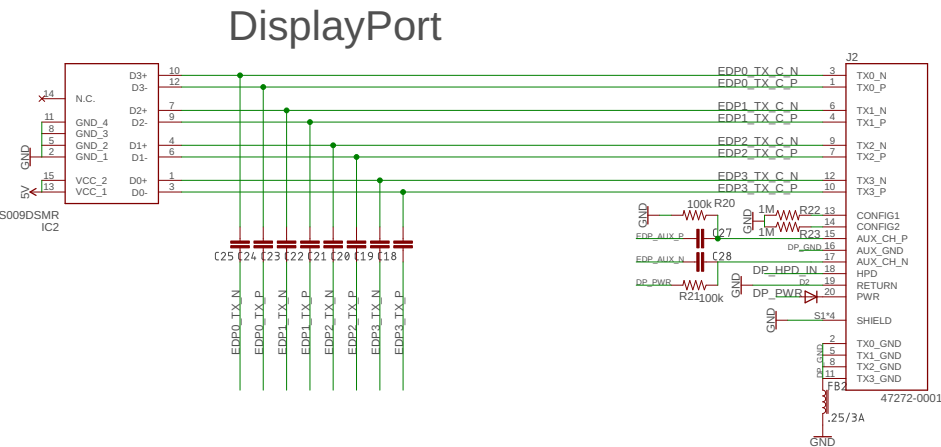 DisplayPort
14 N.C.
11 GND_4
8 GND_3
5 GND_2
2 GND_1
GND
15 VCC_2
13 VCC_1
5V
D3+ 10
D3- 12
D2+ 7
D2- 9
D1+ 4
D1- 6
D0+ 1
D0- 3
S009DSMR
IC2
C25 C24 C23 C22 C21 C20 C19 C18
EDP0_TX_N
EDP0_TX_P
EDP1_TX_N
EDP1_TX_P
EDP2_TX_N
EDP2_TX_P
EDP3_TX_N
EDP3_TX_P
J2
EDP0_TX_C_N 3 TX0_N
EDP0_TX_C_P 1 TX0_P
EDP1_TX_C_N 6 TX1_N
EDP1_TX_C_P 4 TX1_P
EDP2_TX_C_N 9 TX2_N
EDP2_TX_C_P 7 TX2_P
EDP3_TX_C_N 12 TX3_N
EDP3_TX_C_P 10 TX3_P
GND 100k R20
GND 1M R22 13 CONFIG1
1M R23 14 CONFIG2
EDP_AUX_P C27 15 AUX_CH_P
DP_GND 16 AUX_GND
EDP_AUX_N C28 17 AUX_CH_N
DP_HPD_IN 18 HPD
DP_PWR R21 100k
GND D2 19 RETURN
DP_PWR 20 PWR
GND S1*4 SHIELD
2 TX0_GND
5 TX1_GND
8 TX2_GND
11 TX3_GND
DP_GND
FB2
.25/3A
GND
47272-0001